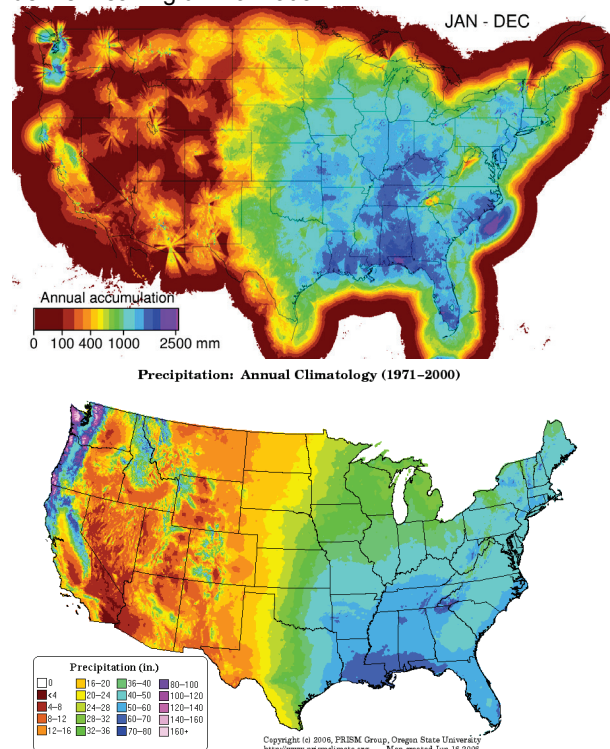 JAN - DEC
Annual accumulation
0 100 400 1000 2500 mm
Precipitation: Annual Climatology (1971–2000)
Precipitation (in.)
0 16–20 36–40 80–100
<4 20–24 40–50 100–120
4–8 24–28 50–60 120–140
8–12 28–32 60–70 140–160
12–16 32–36 70–80 160+
Copyright (c) 2006, PRISM Group, Oregon State University